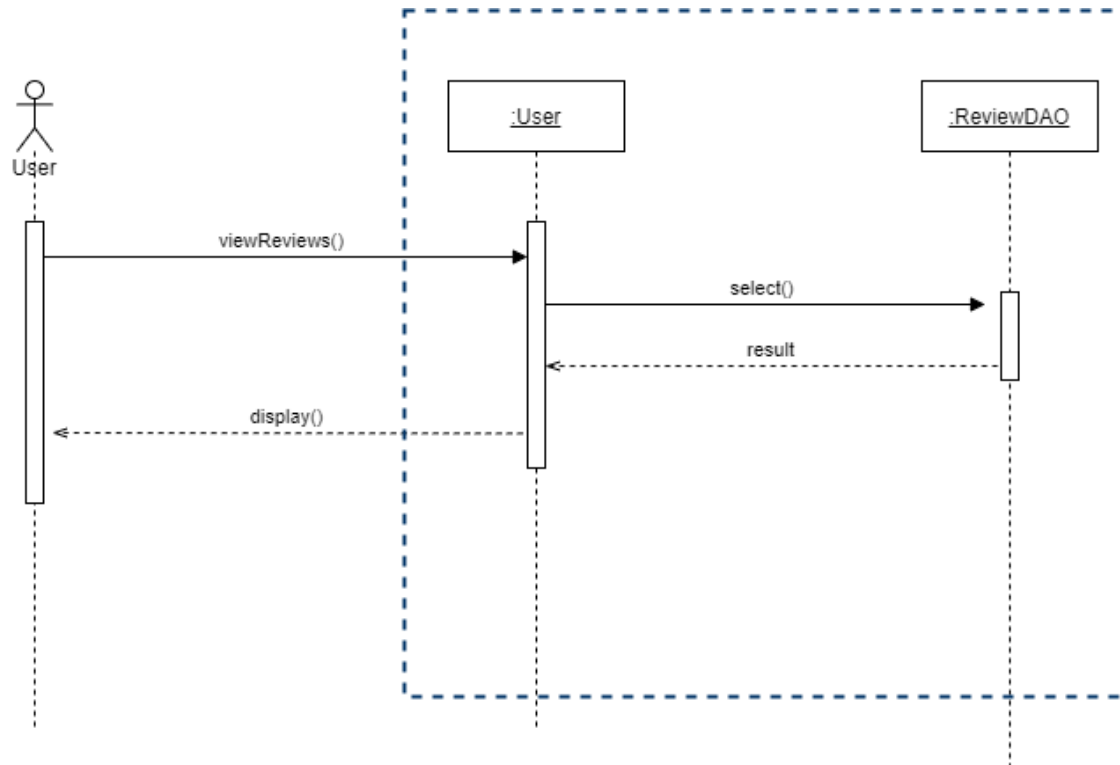 :User
:ReviewDAO
User
viewReviews()
select()
result
display()